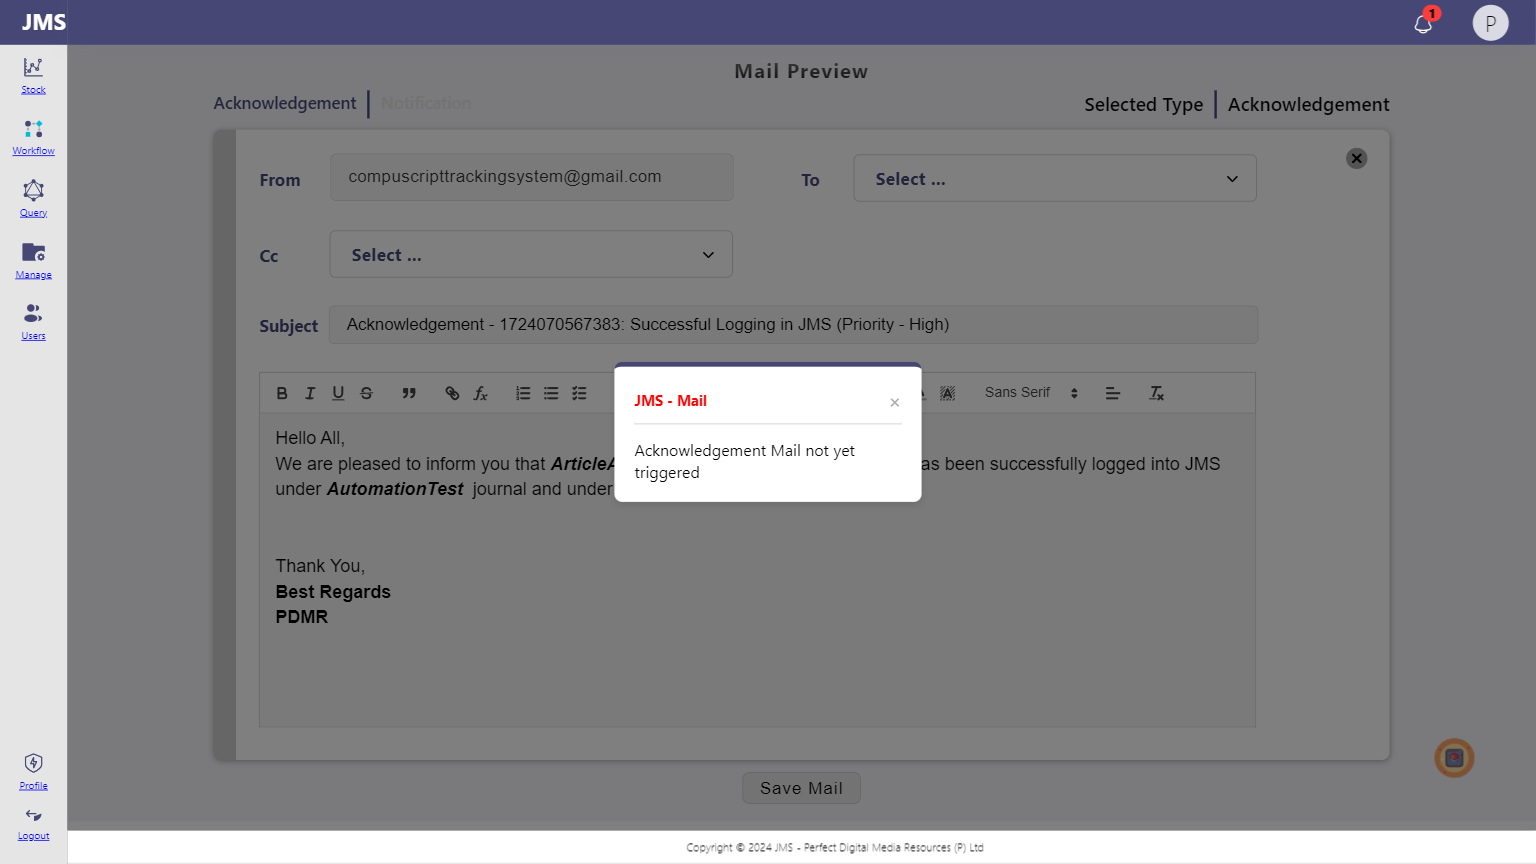 JMS
1
P
Stock
Workflow
Query
Manage
Users
Profile
Logout
Mail Preview
Acknowledgement
Notification
Selected Type
Acknowledgement
From
compuscripttrackingsystem@gmail.com
To
Select ...
Cc
Select ...
Subject
Acknowledgement - 1724070567383: Successful Logging in JMS (Priority - High)
Sans Serif
Hello All,
We are pleased to inform you that been successfully logged into JMS
under AutomationTest journal and under
Thank You,
Best Regards
PDMR
JMS - Mail
×
Acknowledgement Mail not yet
triggered
Save Mail
Copyright © 2024 JMS - Perfect Digital Media Resources (P) Ltd